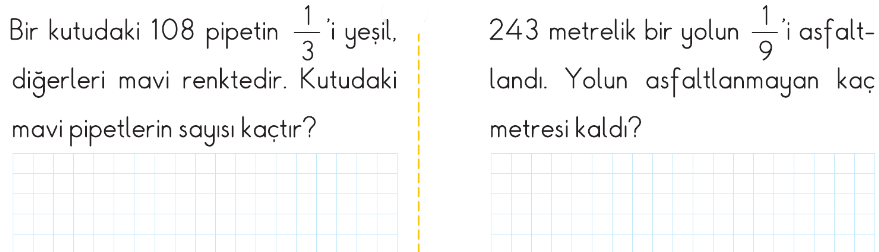 Bir kutudaki 108 pipetin 1/3'i yeşil,
diğerleri mavi renktedir. Kutudaki
mavi pipetlerin sayısı kaçtır?
243 metrelik bir yolun 1/9'i asfalt-
landı. Yolun asfaltlanmayan kaç
metresi kaldı?